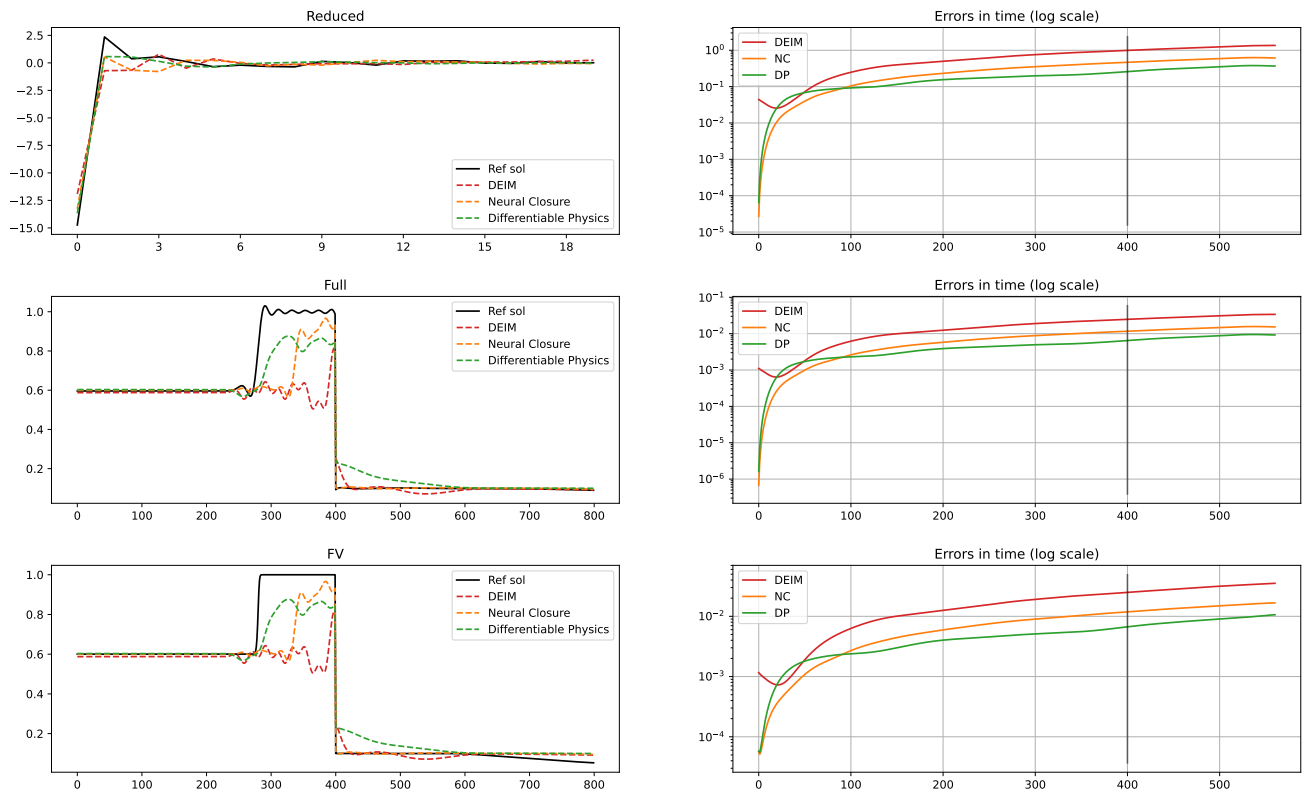 Reduced
2.5
0.0
−2.5
−5.0
−7.5
−10.0
−12.5
−15.0
0 3 6 9 12 15 18
Ref sol
DEIM
Neural Closure
Differentiable Physics
Errors in time (log scale)
10⁰
10⁻¹
10⁻²
10⁻³
10⁻⁴
10⁻⁵
0 100 200 300 400 500
DEIM
NC
DP
Full
1.0
0.8
0.6
0.4
0.2
0 100 200 300 400 500 600 700 800
Ref sol
DEIM
Neural Closure
Differentiable Physics
Errors in time (log scale)
10⁻¹
10⁻²
10⁻³
10⁻⁴
10⁻⁵
10⁻⁶
0 100 200 300 400 500
DEIM
NC
DP
FV
1.0
0.8
0.6
0.4
0.2
0 100 200 300 400 500 600 700 800
Ref sol
DEIM
Neural Closure
Differentiable Physics
Errors in time (log scale)
10⁻²
10⁻³
10⁻⁴
0 100 200 300 400 500
DEIM
NC
DP